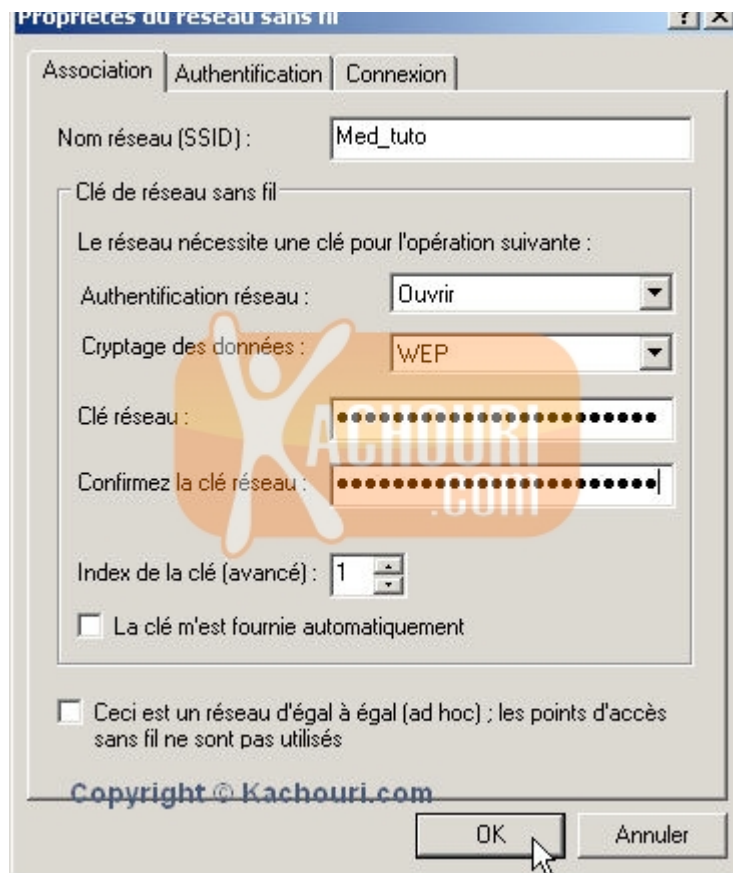 Propriétés du réseau sans fil
Association Authentification Connexion
Nom réseau (SSID) : Med_tuto
Clé de réseau sans fil
Le réseau nécessite une clé pour l'opération suivante :
Authentification réseau : Ouvrir
Cryptage des données : WEP
Clé réseau : ●●●●●●●●●●●●●●●●●●●●●●●
Confirmez la clé réseau : ●●●●●●●●●●●●●●●●●●●●●●●
KACHOURI
.COM
Index de la clé (avancé) : 1
La clé m'est fournie automatiquement
Ceci est un réseau d'égal à égal (ad hoc) ; les points d'accès
sans fil ne sont pas utilisés
Copyright © Kachouri.com
OK Annuler